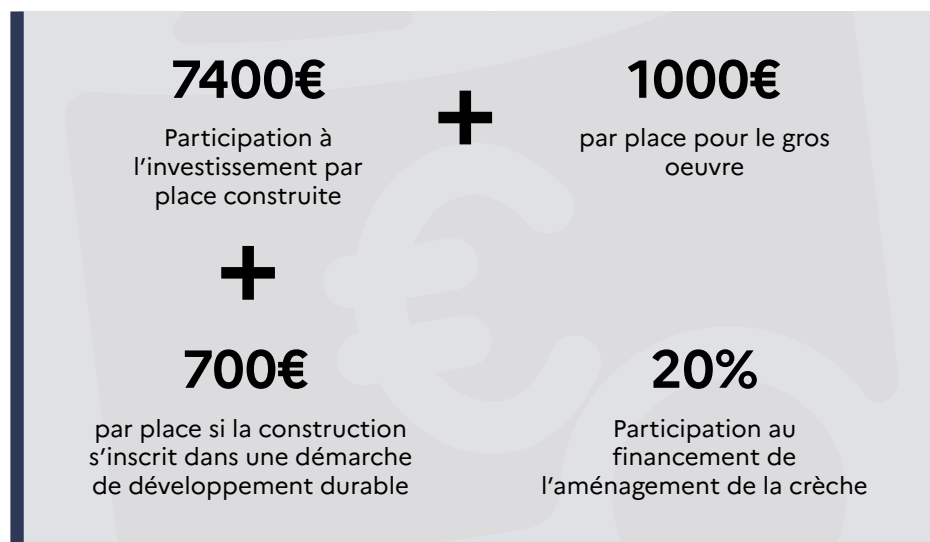 7400€
Participation à
l'investissement par
place construite
+
1000€
par place pour le gros
oeuvre
+
700€
par place si la construction
s'inscrit dans une démarche
de développement durable
20%
Participation au
financement de
l'aménagement de la crèche